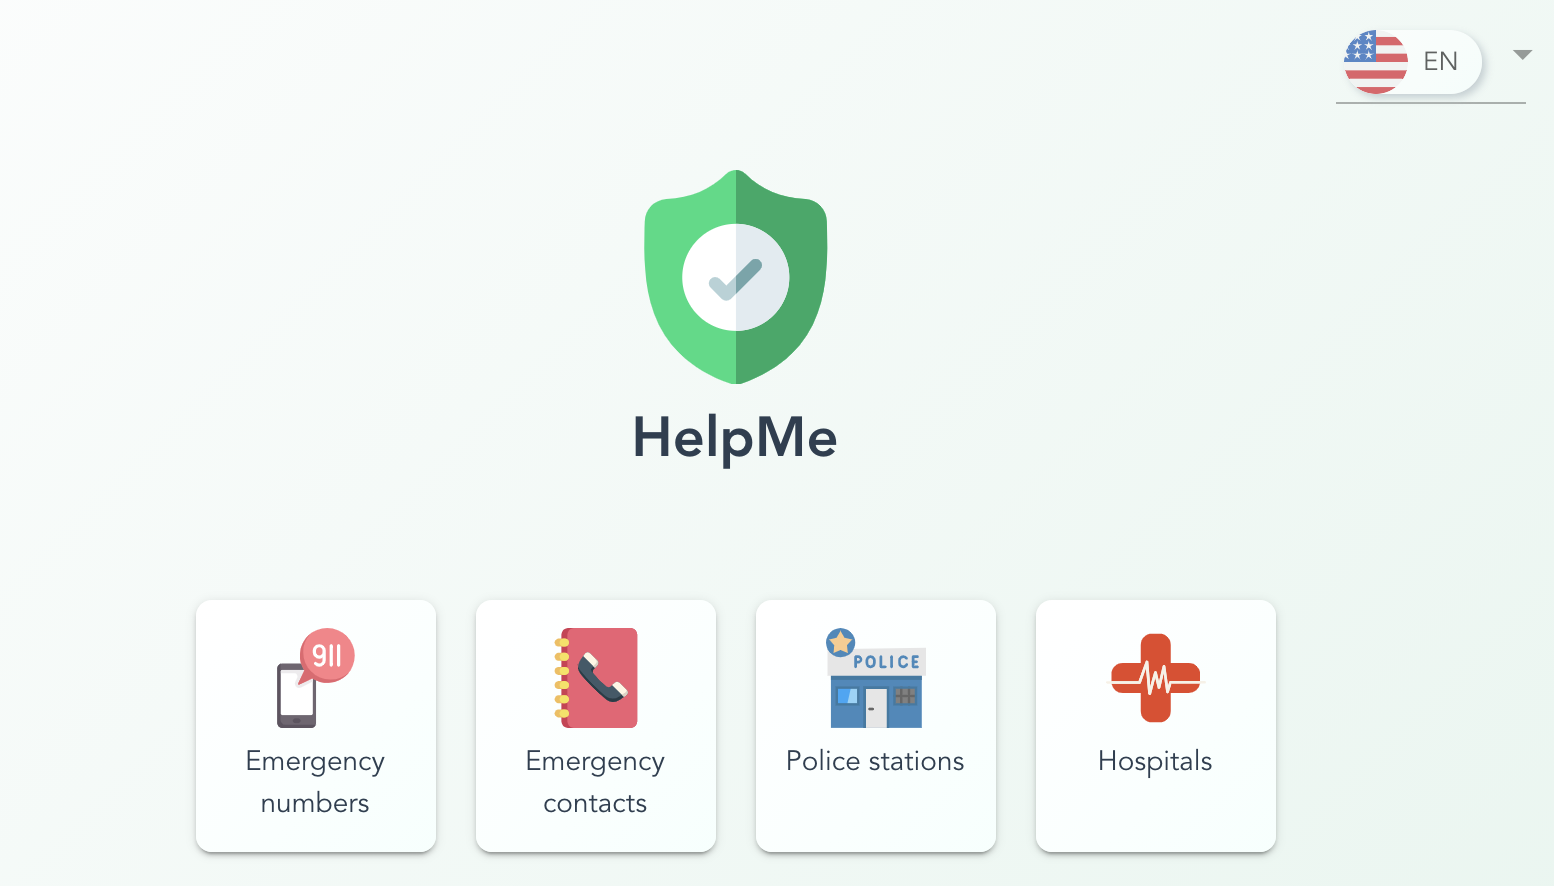 EN
HelpMe
911
Emergency
numbers
Emergency
contacts
POLICE
Police stations
Hospitals